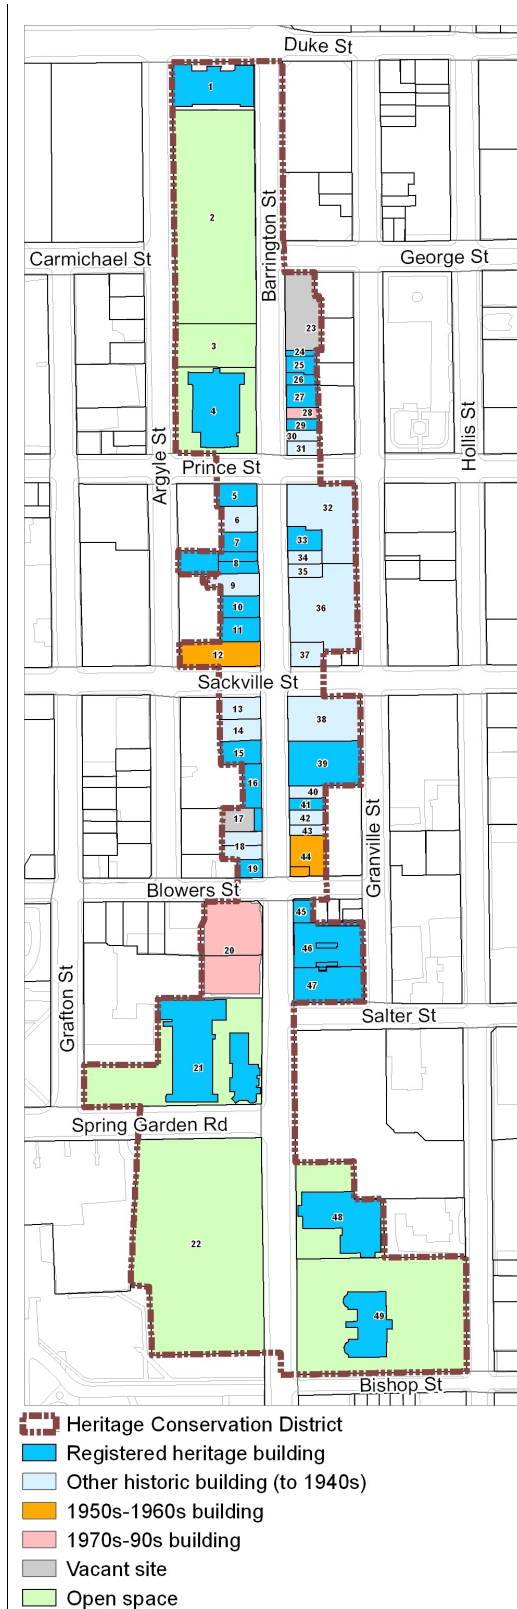 Duke St
1
Barrington St
2
Carmichael St
George St
23
3
24
25
26
4
27
28
29
30
31
Hollis St
Argyle St
Prince St
5
32
6
7
33
8
34
35
9
10
36
11
12
37
Sackville St
13
38
14
15
39
16
40
41
17
42
43
18
44
19
Granville St
Blowers St
45
20
46
47
Grafton St
Salter St
21
Spring Garden Rd
48
22
49
Bishop St
Heritage Conservation District
Registered heritage building
Other historic building (to 1940s)
1950s-1960s building
1970s-90s building
Vacant site
Open space